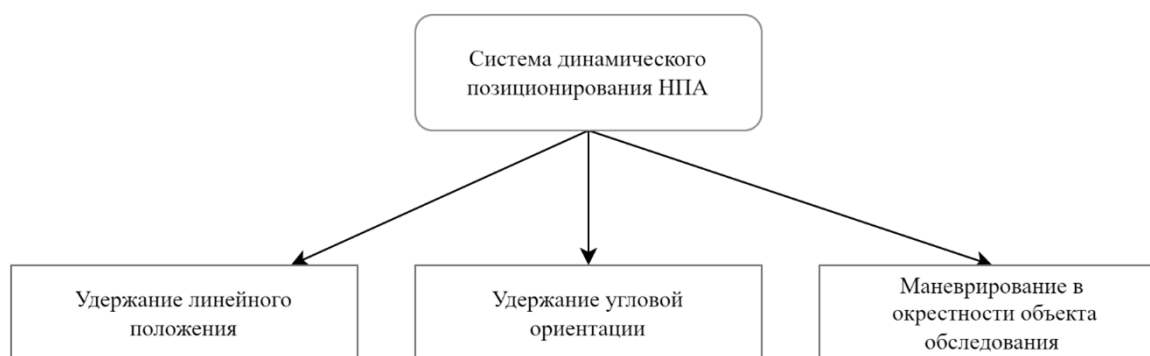 Система динамического
позиционирования НПА
Удержание линейного
положения
Удержание угловой
ориентации
Маневрирование в
окрестности объекта
обследования